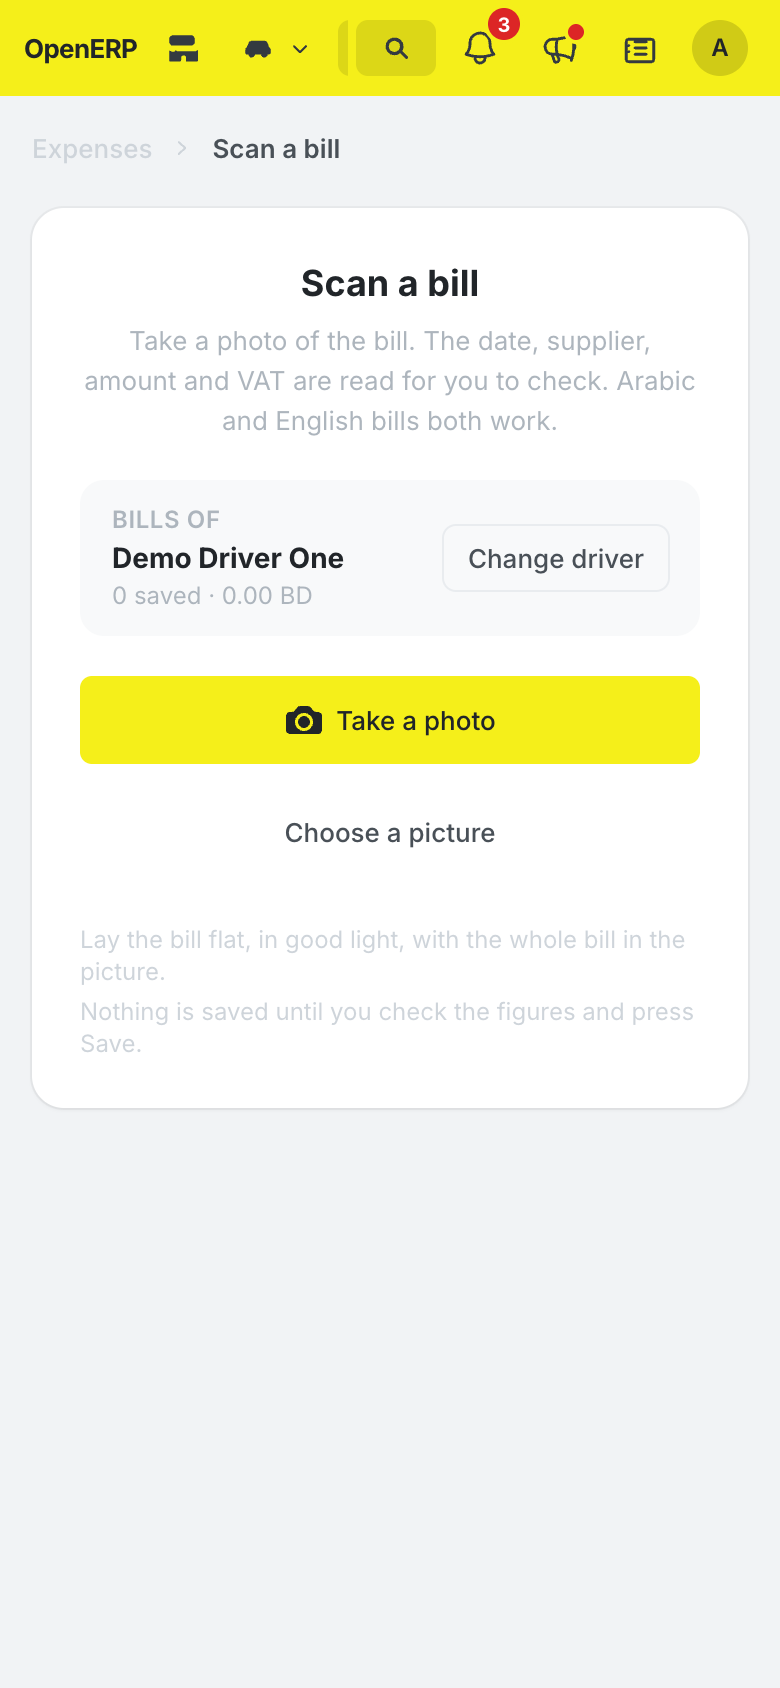 OpenERP
3
A
Expenses
Scan a bill
Scan a bill
Take a photo of the bill. The date, supplier,
amount and VAT are read for you to check. Arabic
and English bills both work.
BILLS OF
Demo Driver One
0 saved · 0.00 BD
Change driver
Take a photo
Choose a picture
Lay the bill flat, in good light, with the whole bill in the
picture.
Nothing is saved until you check the figures and press
Save.